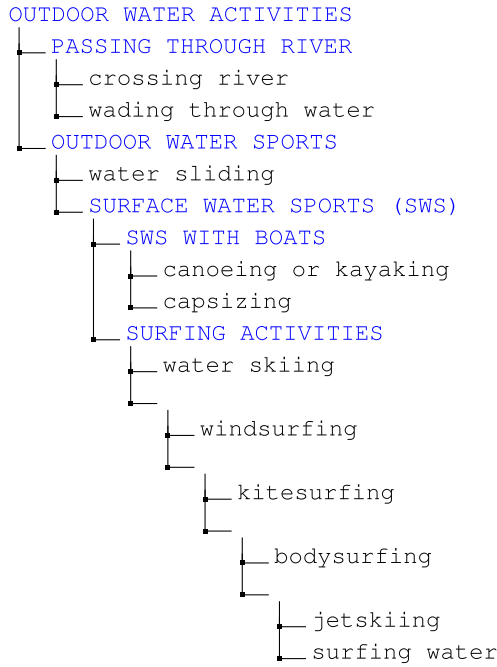 OUTDOOR WATER ACTIVITIES
PASSING THROUGH RIVER
crossing river
wading through water
OUTDOOR WATER SPORTS
water sliding
SURFACE WATER SPORTS (SWS)
SWS WITH BOATS
canoeing or kayaking
capsizing
SURFING ACTIVITIES
water skiing
windsurfing
kitesurfing
bodysurfing
jetskiing
surfing water